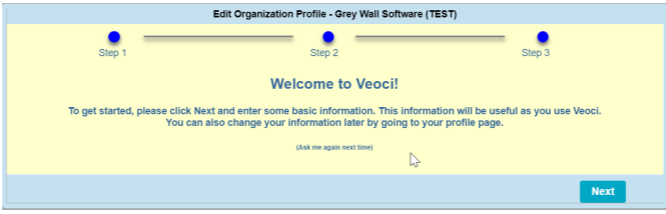 Edit Organization Profile - Grey Wall Software (TEST)
Step 1 Step 2 Step 3
Welcome to Veoci!
To get started, please click Next and enter some basic information. This information will be useful as you use Veoci.
You can also change your information later by going to your profile page.
(Ask me again next time)
Next